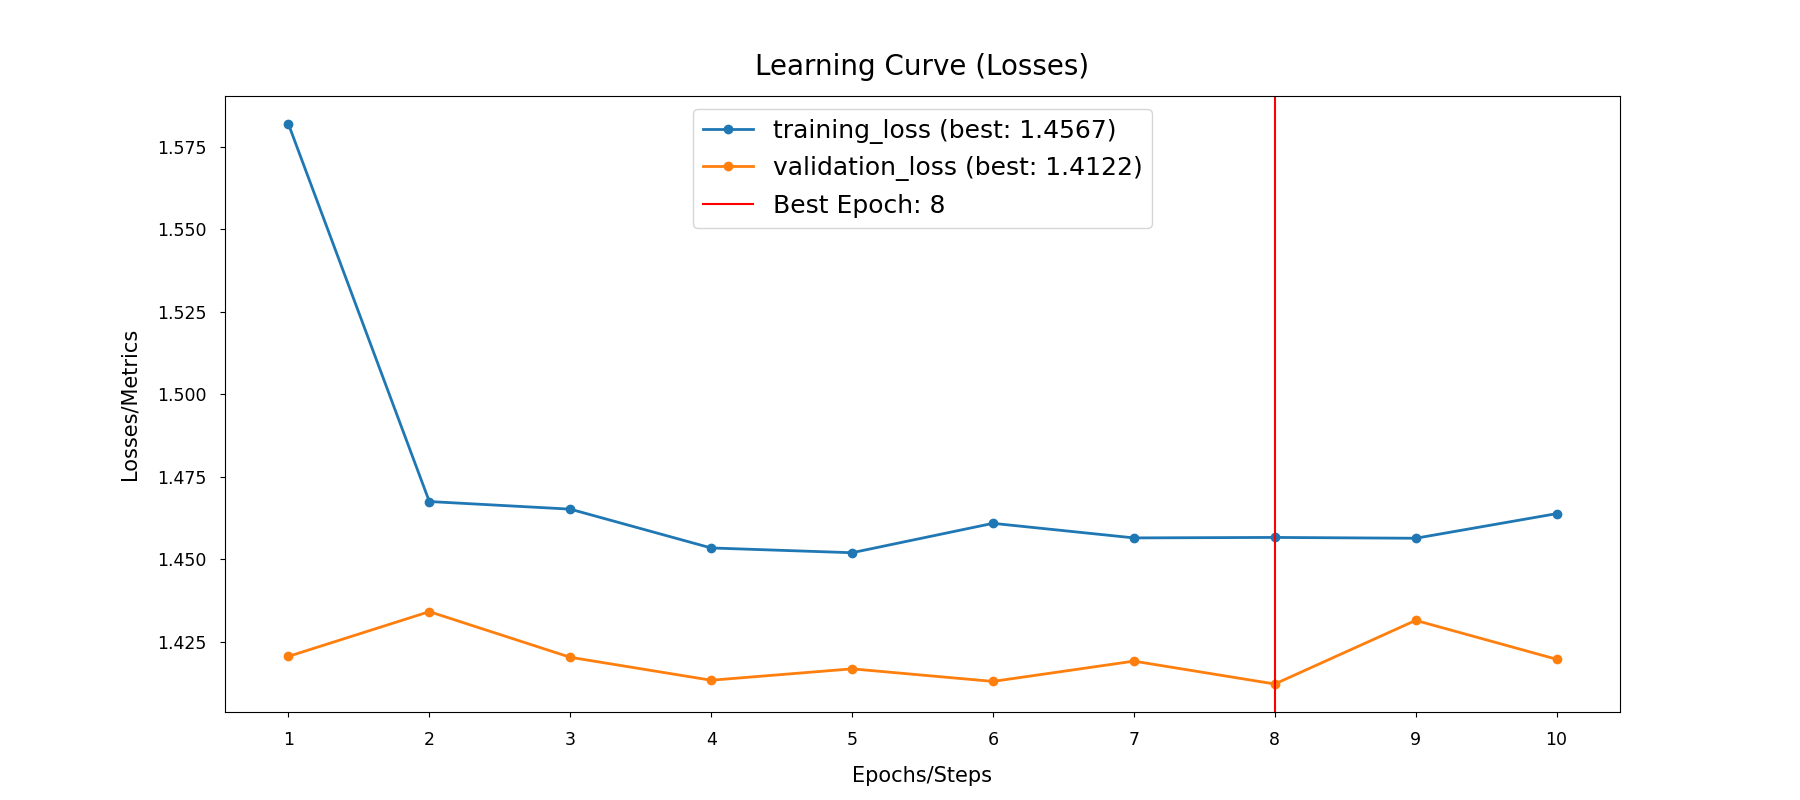 Learning Curve (Losses)
training_loss (best: 1.4567)
validation_loss (best: 1.4122)
Best Epoch: 8
Losses/Metrics
1.575
1.550
1.525
1.500
1.475
1.450
1.425
1 2 3 4 5 6 7 8 9 10
Epochs/Steps